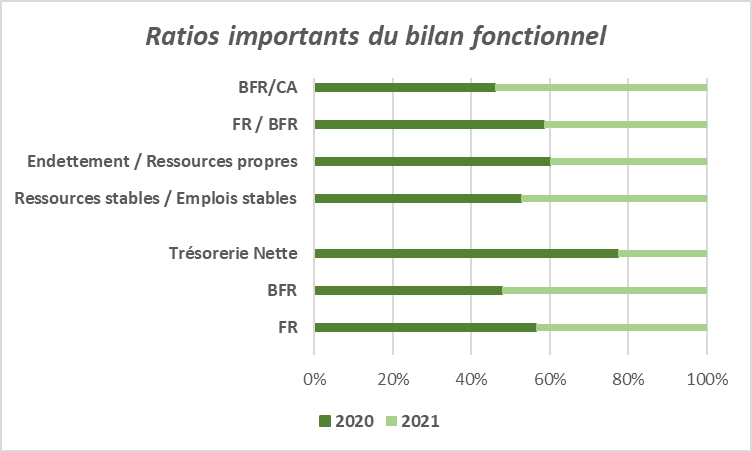 Ratios importants du bilan fonctionnel
BFR/CA
FR / BFR
Endettement / Ressources propres
Ressources stables / Emplois stables
Trésorerie Nette
BFR
FR
0% 20% 40% 60% 80% 100%
2020 2021